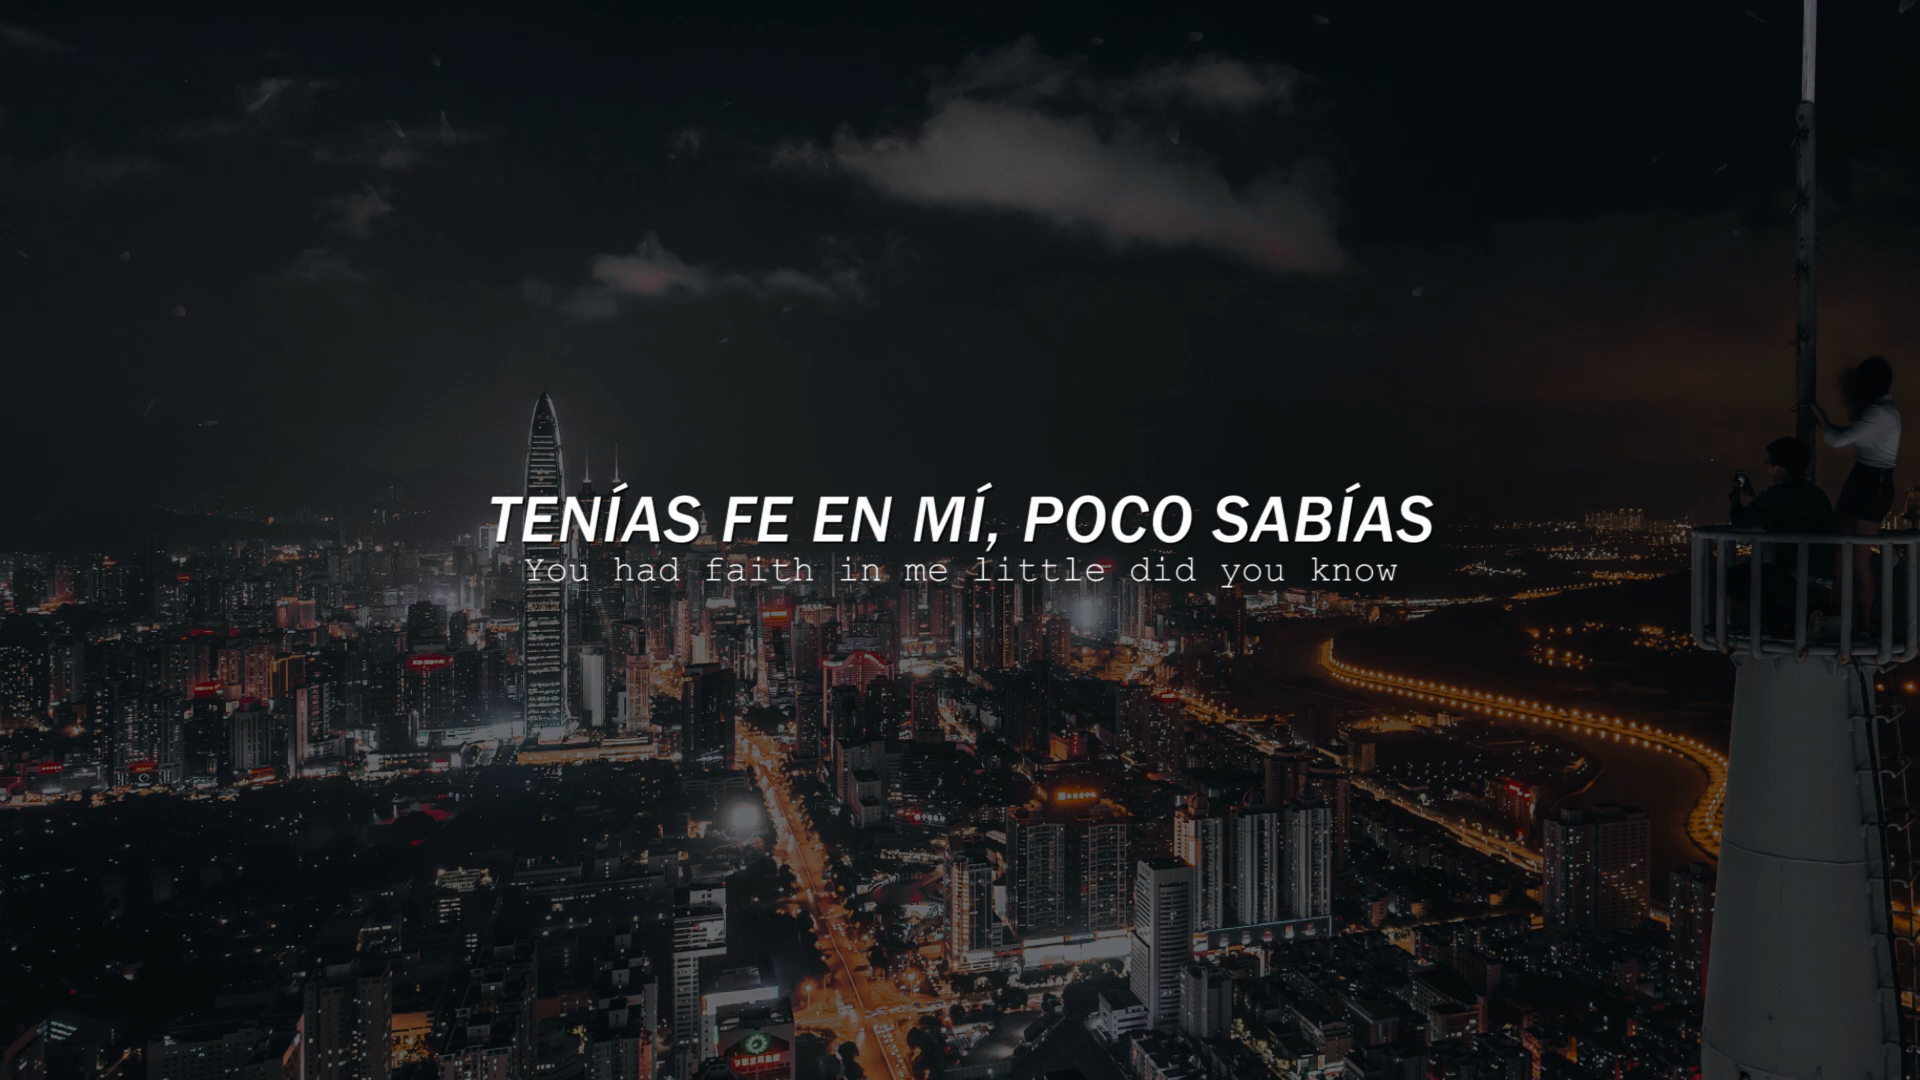 TENÍAS FE EN MÍ, POCO SABÍAS
You had faith in me little did you know